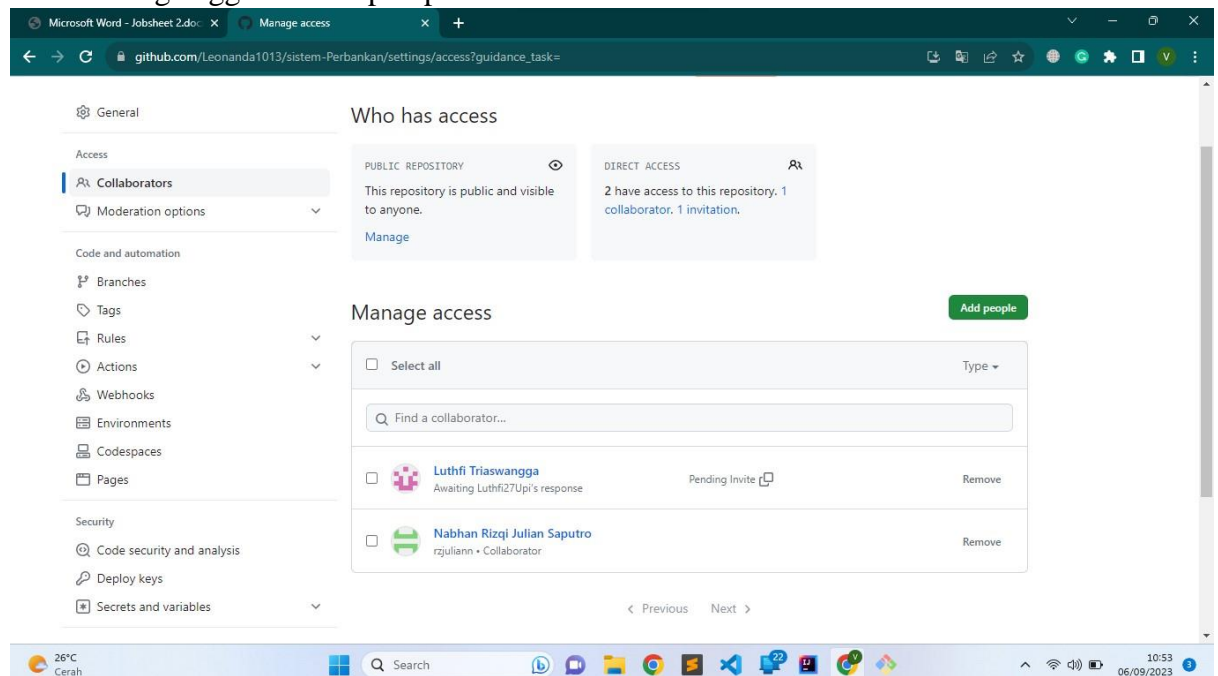 Microsoft Word - Jobsheet 2.doc
Manage access
github.com/Leonanda1013/sistem-Perbankan/settings/access?guidance_task=
V
General
Access
Collaborators
Moderation options
Code and automation
Branches
Tags
Rules
Actions
Webhooks
Environments
Codespaces
Pages
Security
Code security and analysis
Deploy keys
Secrets and variables
Who has access
PUBLIC REPOSITORY
This repository is public and visible
to anyone.
Manage
DIRECT ACCESS
2 have access to this repository. 1
collaborator. 1 invitation.
Manage access
Add people
Select all
Type
Find a collaborator...
Luthfi Triaswangga
Awaiting Luthfi27Upi's response
Pending Invite
Remove
Nabhan Rizqi Julian Saputro
rzjuliann • Collaborator
Remove
Previous Next
26°C
Cerah
Search
22
V
10:53
06/09/2023
3